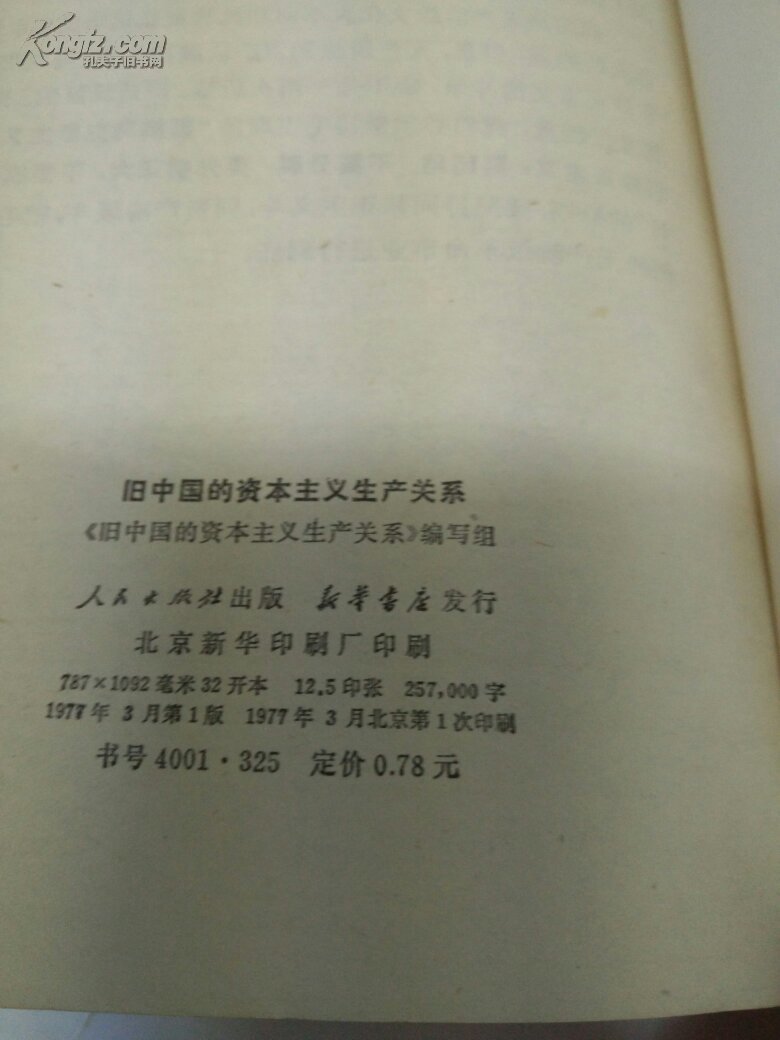 Kongfz.com
孔夫子旧书网
旧中国的资本主义生产关系
《旧中国的资本主义生产关系》编写组
人民出版社出版 新华书店发行
北京新华印刷厂印刷
787×1092毫米32开本 12.5印张 257,000字
1977年3月第1版 1977年3月北京第1次印刷
书号4001·325 定价0.78元